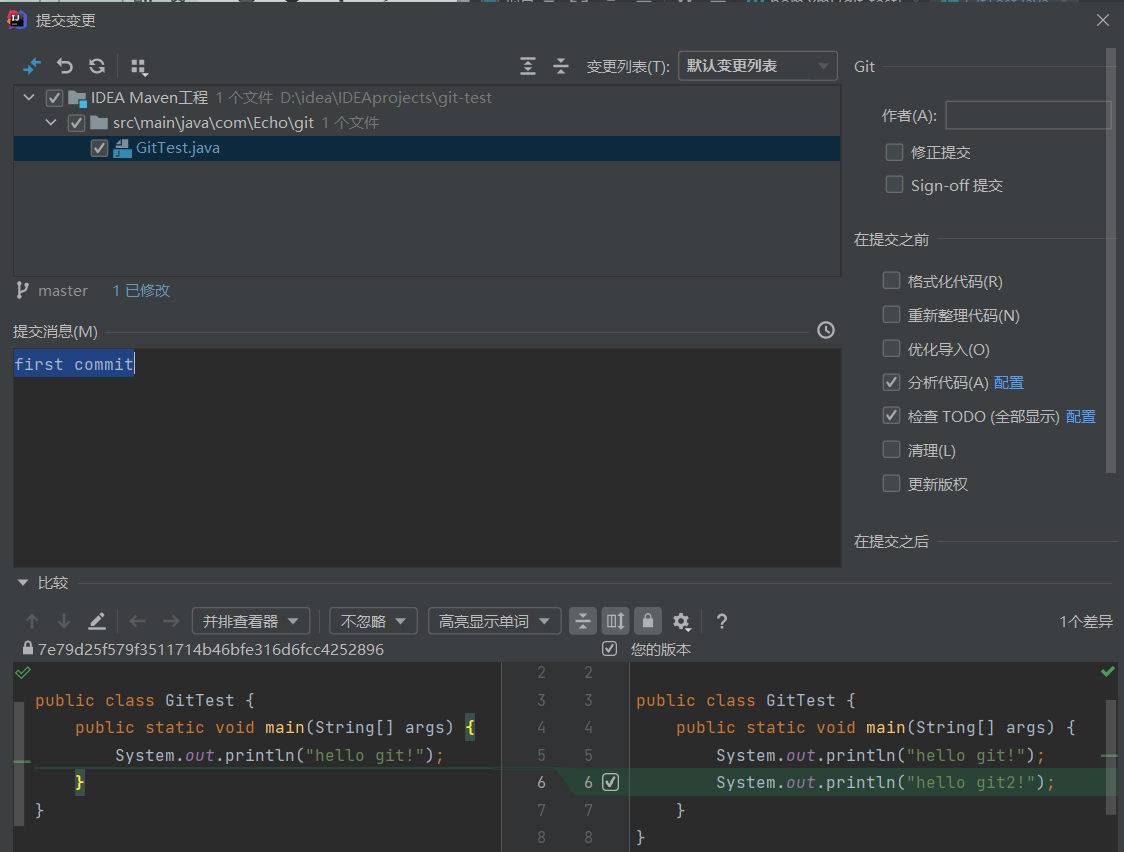 提交变更
变更列表(T): 默认变更列表
IDEA Maven工程 1 个文件 D:\idea\IDEAprojects\git-test
src\main\java\com\Echo\git 1 个文件
GitTest.java
master 1 已修改
提交消息(M)
first commit
Git
作者(A):
修正提交
Sign-off 提交
在提交之前
格式化代码(R)
重新整理代码(N)
优化导入(O)
分析代码(A) 配置
检查 TODO (全部显示) 配置
清理(L)
更新版权
在提交之后
比较
并排查看器 不忽略 高亮显示单词 ? 1个差异
7e79d25f579f3511714b46bfe316d6fcc4252896 您的版本
2 2
public class GitTest { 3 3 public class GitTest {
public static void main(String[] args) { 4 4 public static void main(String[] args) {
System.out.println("hello git!"); 5 5 System.out.println("hello git!");
} 6 6 System.out.println("hello git2!");
} 7 7 }
8 8 }